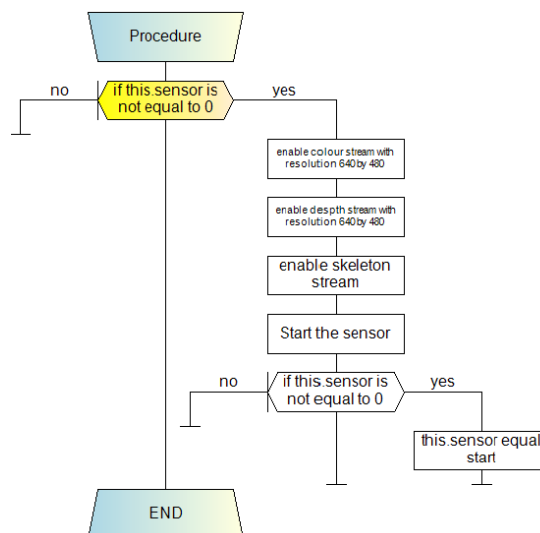 Procedure
no
if this.sensor is
not equal to 0
yes
enable colour stream with
resolution 640 by 480
enable despth stream with
resolution 640 by 480
enable skeleton
stream
Start the sensor
no
if this.sensor is
not equal to 0
yes
this.sensor equal
start
END